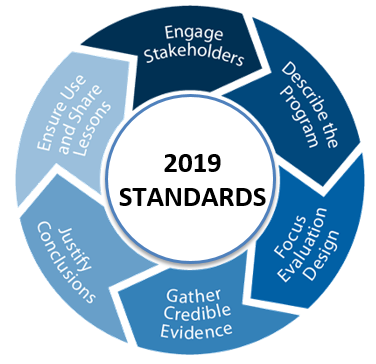 Engage
Stakeholders
Describe the
Program
Focus
Evaluation
Design
Gather
Credible
Evidence
Justify
Conclusions
Ensure Use
and Share
Lessons
2019
STANDARDS